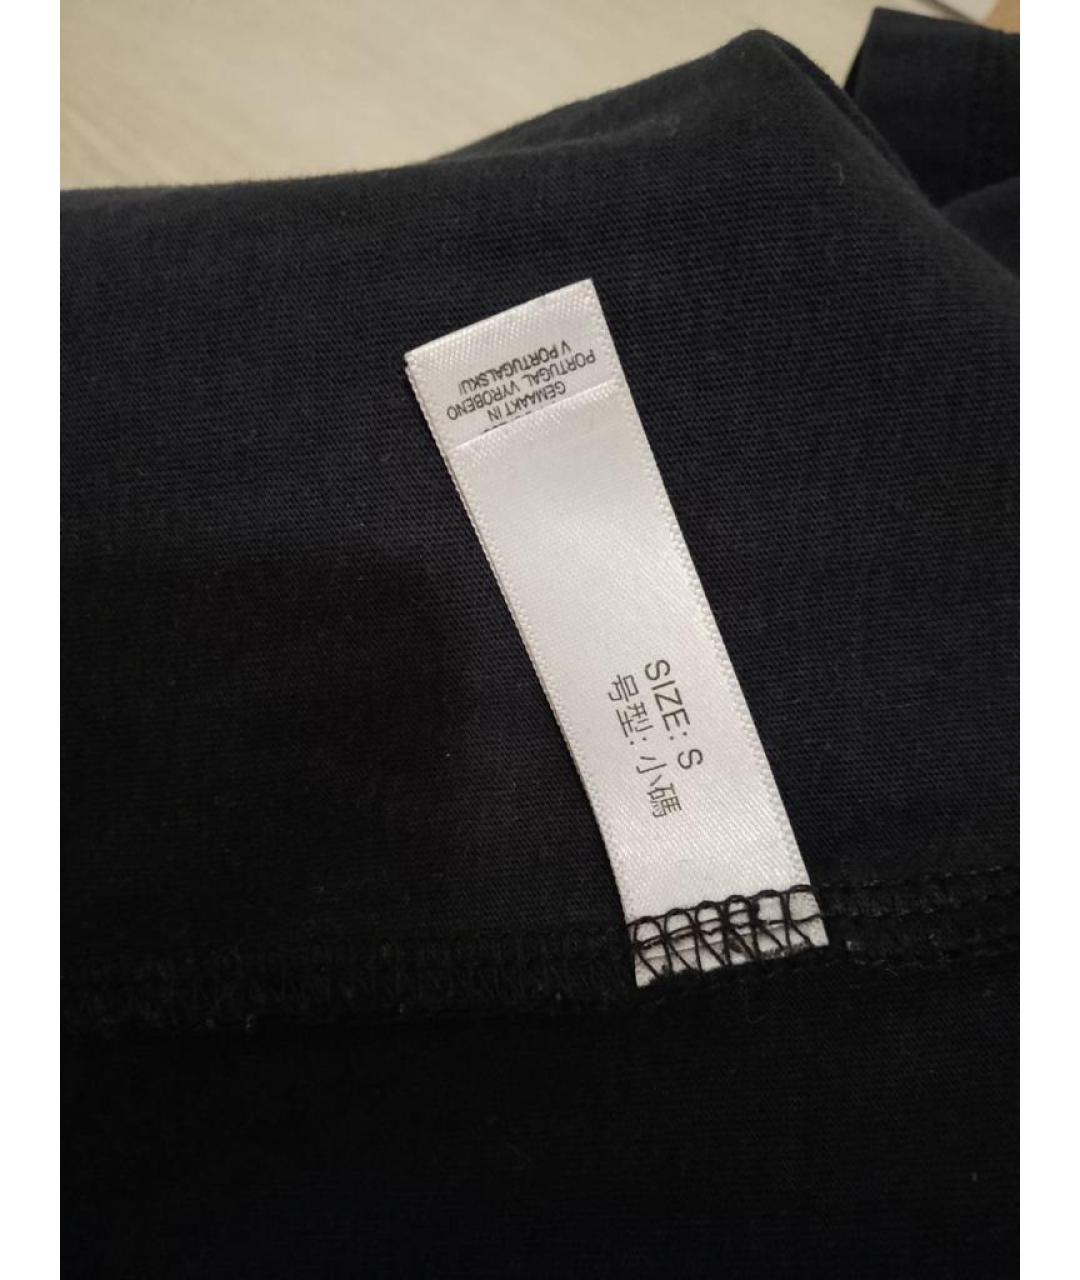 GEMAAKT IN
PORTUGAL VYROBENO
V PORTUGALSKU/
SIZE: S
号型: 小碼